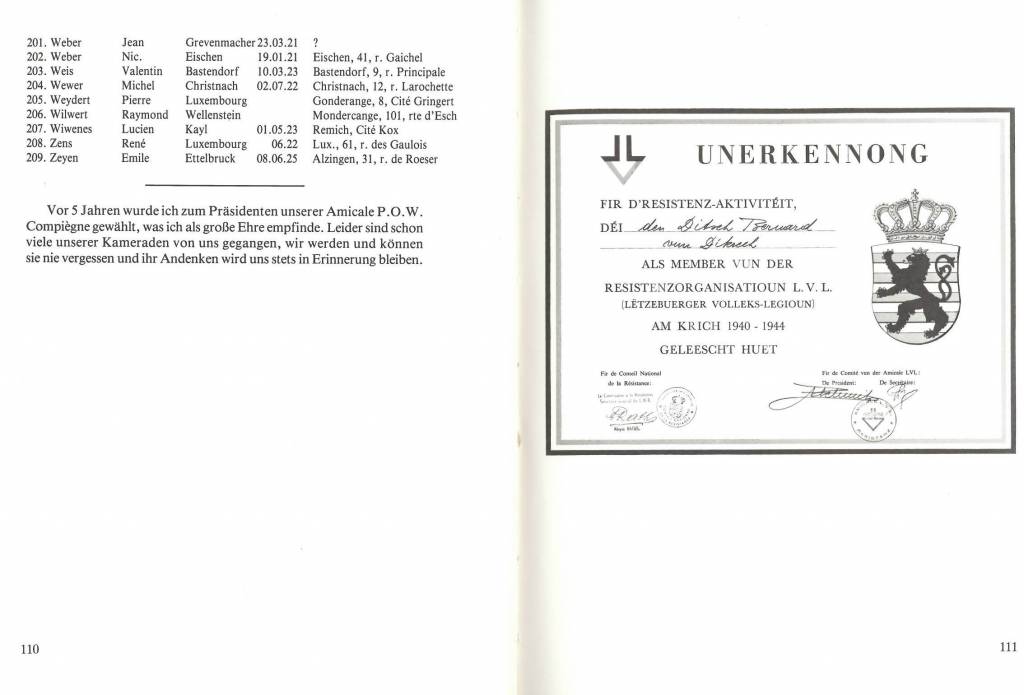 201. Weber Jean Grevenmacher 23.03.21 ?
202. Weber Nic. Eischen 19.01.21 Eischen, 41, r. Gaichel
203. Weis Valentin Bastendorf 10.03.23 Bastendorf, 9, r. Principale
204. Wewer Michel Christnach 02.07.22 Christnach, 12, r. Larochette
205. Weydert Pierre Luxembourg Gonderange, 8, Cité Gringert
206. Wilwert Raymond Wellenstein Mondercange, 101, rte d'Esch
207. Wiwenes Lucien Kayl 01.05.23 Remich, Cité Kox
208. Zens René Luxembourg 06.22 Lux., 61, r. des Gaulois
209. Zeyen Emile Ettelbruck 08.06.25 Alzingen, 31, r. de Roeser
Vor 5 Jahren wurde ich zum Präsidenten unserer Amicale P.O.W.
Compiègne gewählt, was ich als große Ehre empfinde. Leider sind schon
viele unserer Kameraden von uns gegangen, wir werden und können
sie nie vergessen und ihr Andenken wird uns stets in Erinnerung bleiben.
110
UNERKENNONG
FIR D'RESISTENZ-AKTIVITÉIT,
DÉI den Ditsch Bernard
vum Dikrech
ALS MEMBER VUN DER
RESISTENZORGANISATIOUN L.V.L.
(LËTZEBUERGER VOLLEKS-LEGIOUN)
AM KRICH 1940 - 1944
GELEESCHT HUET
Fir de Conseil National
de la Résistance:
Fir de Comité vun der Amicale LVL:
De President: De Secretaire:
111